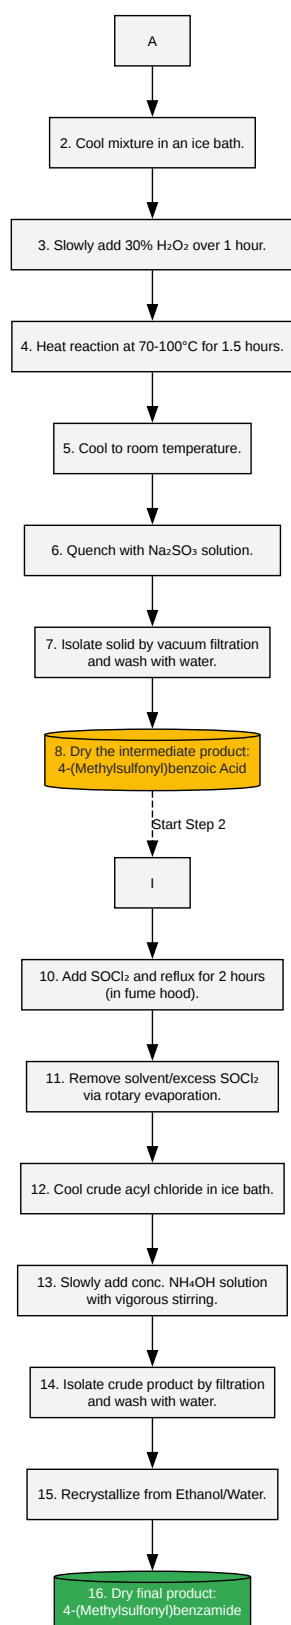 A
2. Cool mixture in an ice bath.
3. Slowly add 30% H₂O₂ over 1 hour.
4. Heat reaction at 70-100°C for 1.5 hours.
5. Cool to room temperature.
6. Quench with Na₂SO₃ solution.
7. Isolate solid by vacuum filtration
and wash with water.
8. Dry the intermediate product:
4-(Methylsulfonyl)benzoic Acid
Start Step 2
I
10. Add SOCl₂ and reflux for 2 hours
(in fume hood).
11. Remove solvent/excess SOCl₂
via rotary evaporation.
12. Cool crude acyl chloride in ice bath.
13. Slowly add conc. NH₄OH solution
with vigorous stirring.
14. Isolate crude product by filtration
and wash with water.
15. Recrystallize from Ethanol/Water.
16. Dry final product:
4-(Methylsulfonyl)benzamide